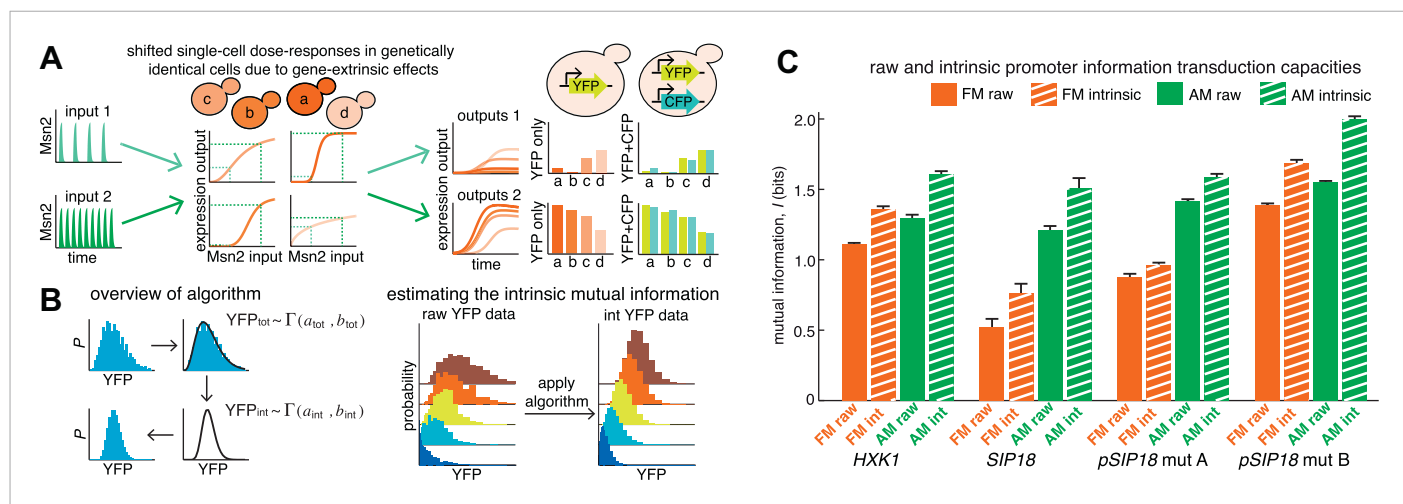 A
shifted single-cell dose-responses in genetically
identical cells due to gene-extrinsic effects
c
b
a
d
input 1
Msn2
input 2
Msn2
time
expression output
Msn2 input
Msn2 input
outputs 1
outputs 2
expression output
time
YFP
YFP
CFP
YFP only
a b c d
YFP+CFP
a b c d
YFP only
a b c d
YFP+CFP
a b c d
B
overview of algorithm
P
YFP
YFPtot ~ Γ(atot , btot)
YFPint ~ Γ(aint , bint)
P
YFP
YFP
estimating the intrinsic mutual information
raw YFP data
int YFP data
probability
apply
algorithm
YFP
YFP
C
raw and intrinsic promoter information transduction capacities
FM raw
FM intrinsic
AM raw
AM intrinsic
mutual information, I (bits)
2.0
1.5
1.0
0.5
0
FM raw FM int AM raw AM int FM raw FM int AM raw AM int FM raw FM int AM raw AM int FM raw FM int AM raw AM int
HXK1 SIP18 pSIP18 mut A pSIP18 mut B